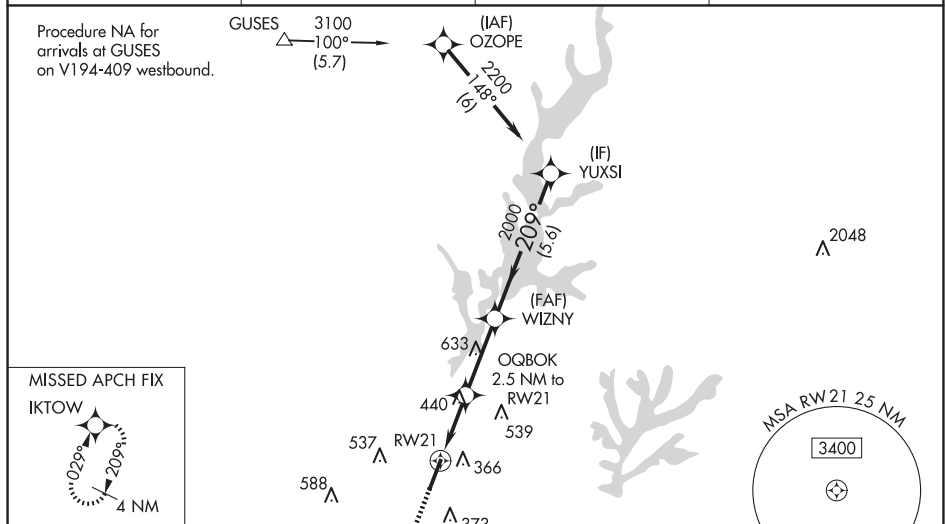 Procedure NA for
arrivals at GUSES
on V194-409 westbound.
GUSES
3100
100°
(5.7)
(IAF)
OZOPE
2200
148°
(6)
(IF)
YUXSI
2000
209°
(5.6)
2048
(FAF)
WIZNY
633
OQBOK
2.5 NM to
RW21
440
539
537
RW21
366
588
373
MISSED APCH FIX
IKTOW
029°
209°
4 NM
MSA RW21 25 NM
3400